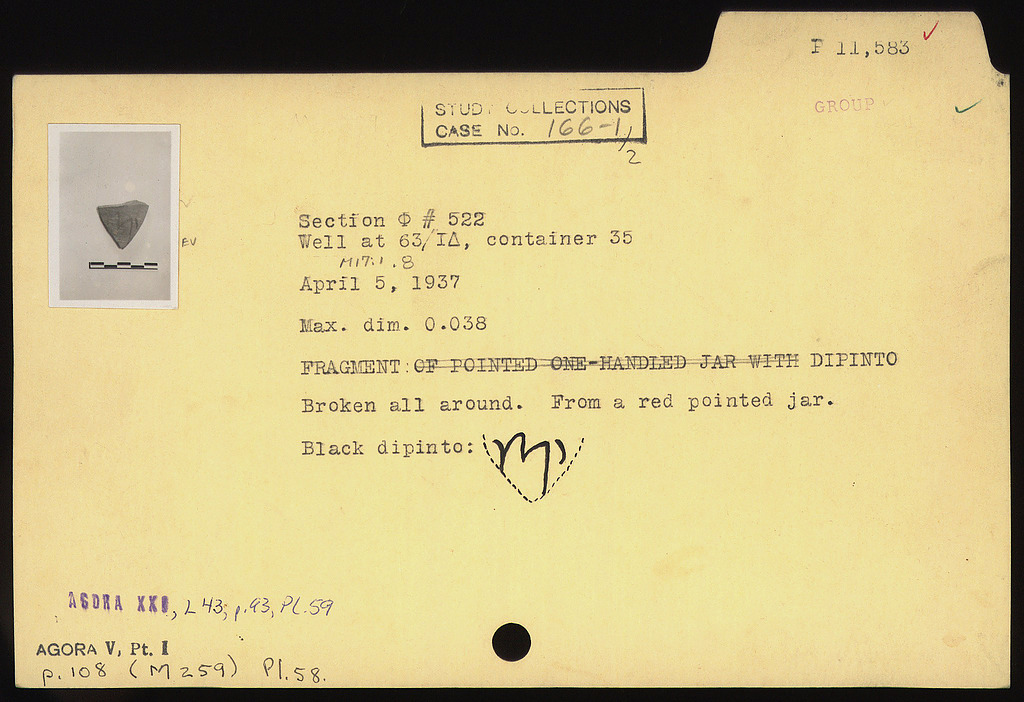 P 11,583
GROUP
STUDY COLLECTIONS
CASE No. 166-1/2
Section Φ # 522
Well at 63/ΙΔ, container 35
M17:1.8
April 5, 1937
Max. dim. 0.038
FRAGMENT: OF POINTED ONE-HANDLED JAR WITH DIPINTO
Broken all around. From a red pointed jar.
Black dipinto:
EV
AGORA XXI, L 43, p.93, Pl.59
AGORA V, Pt. I
p.108 (M 259) Pl.58.